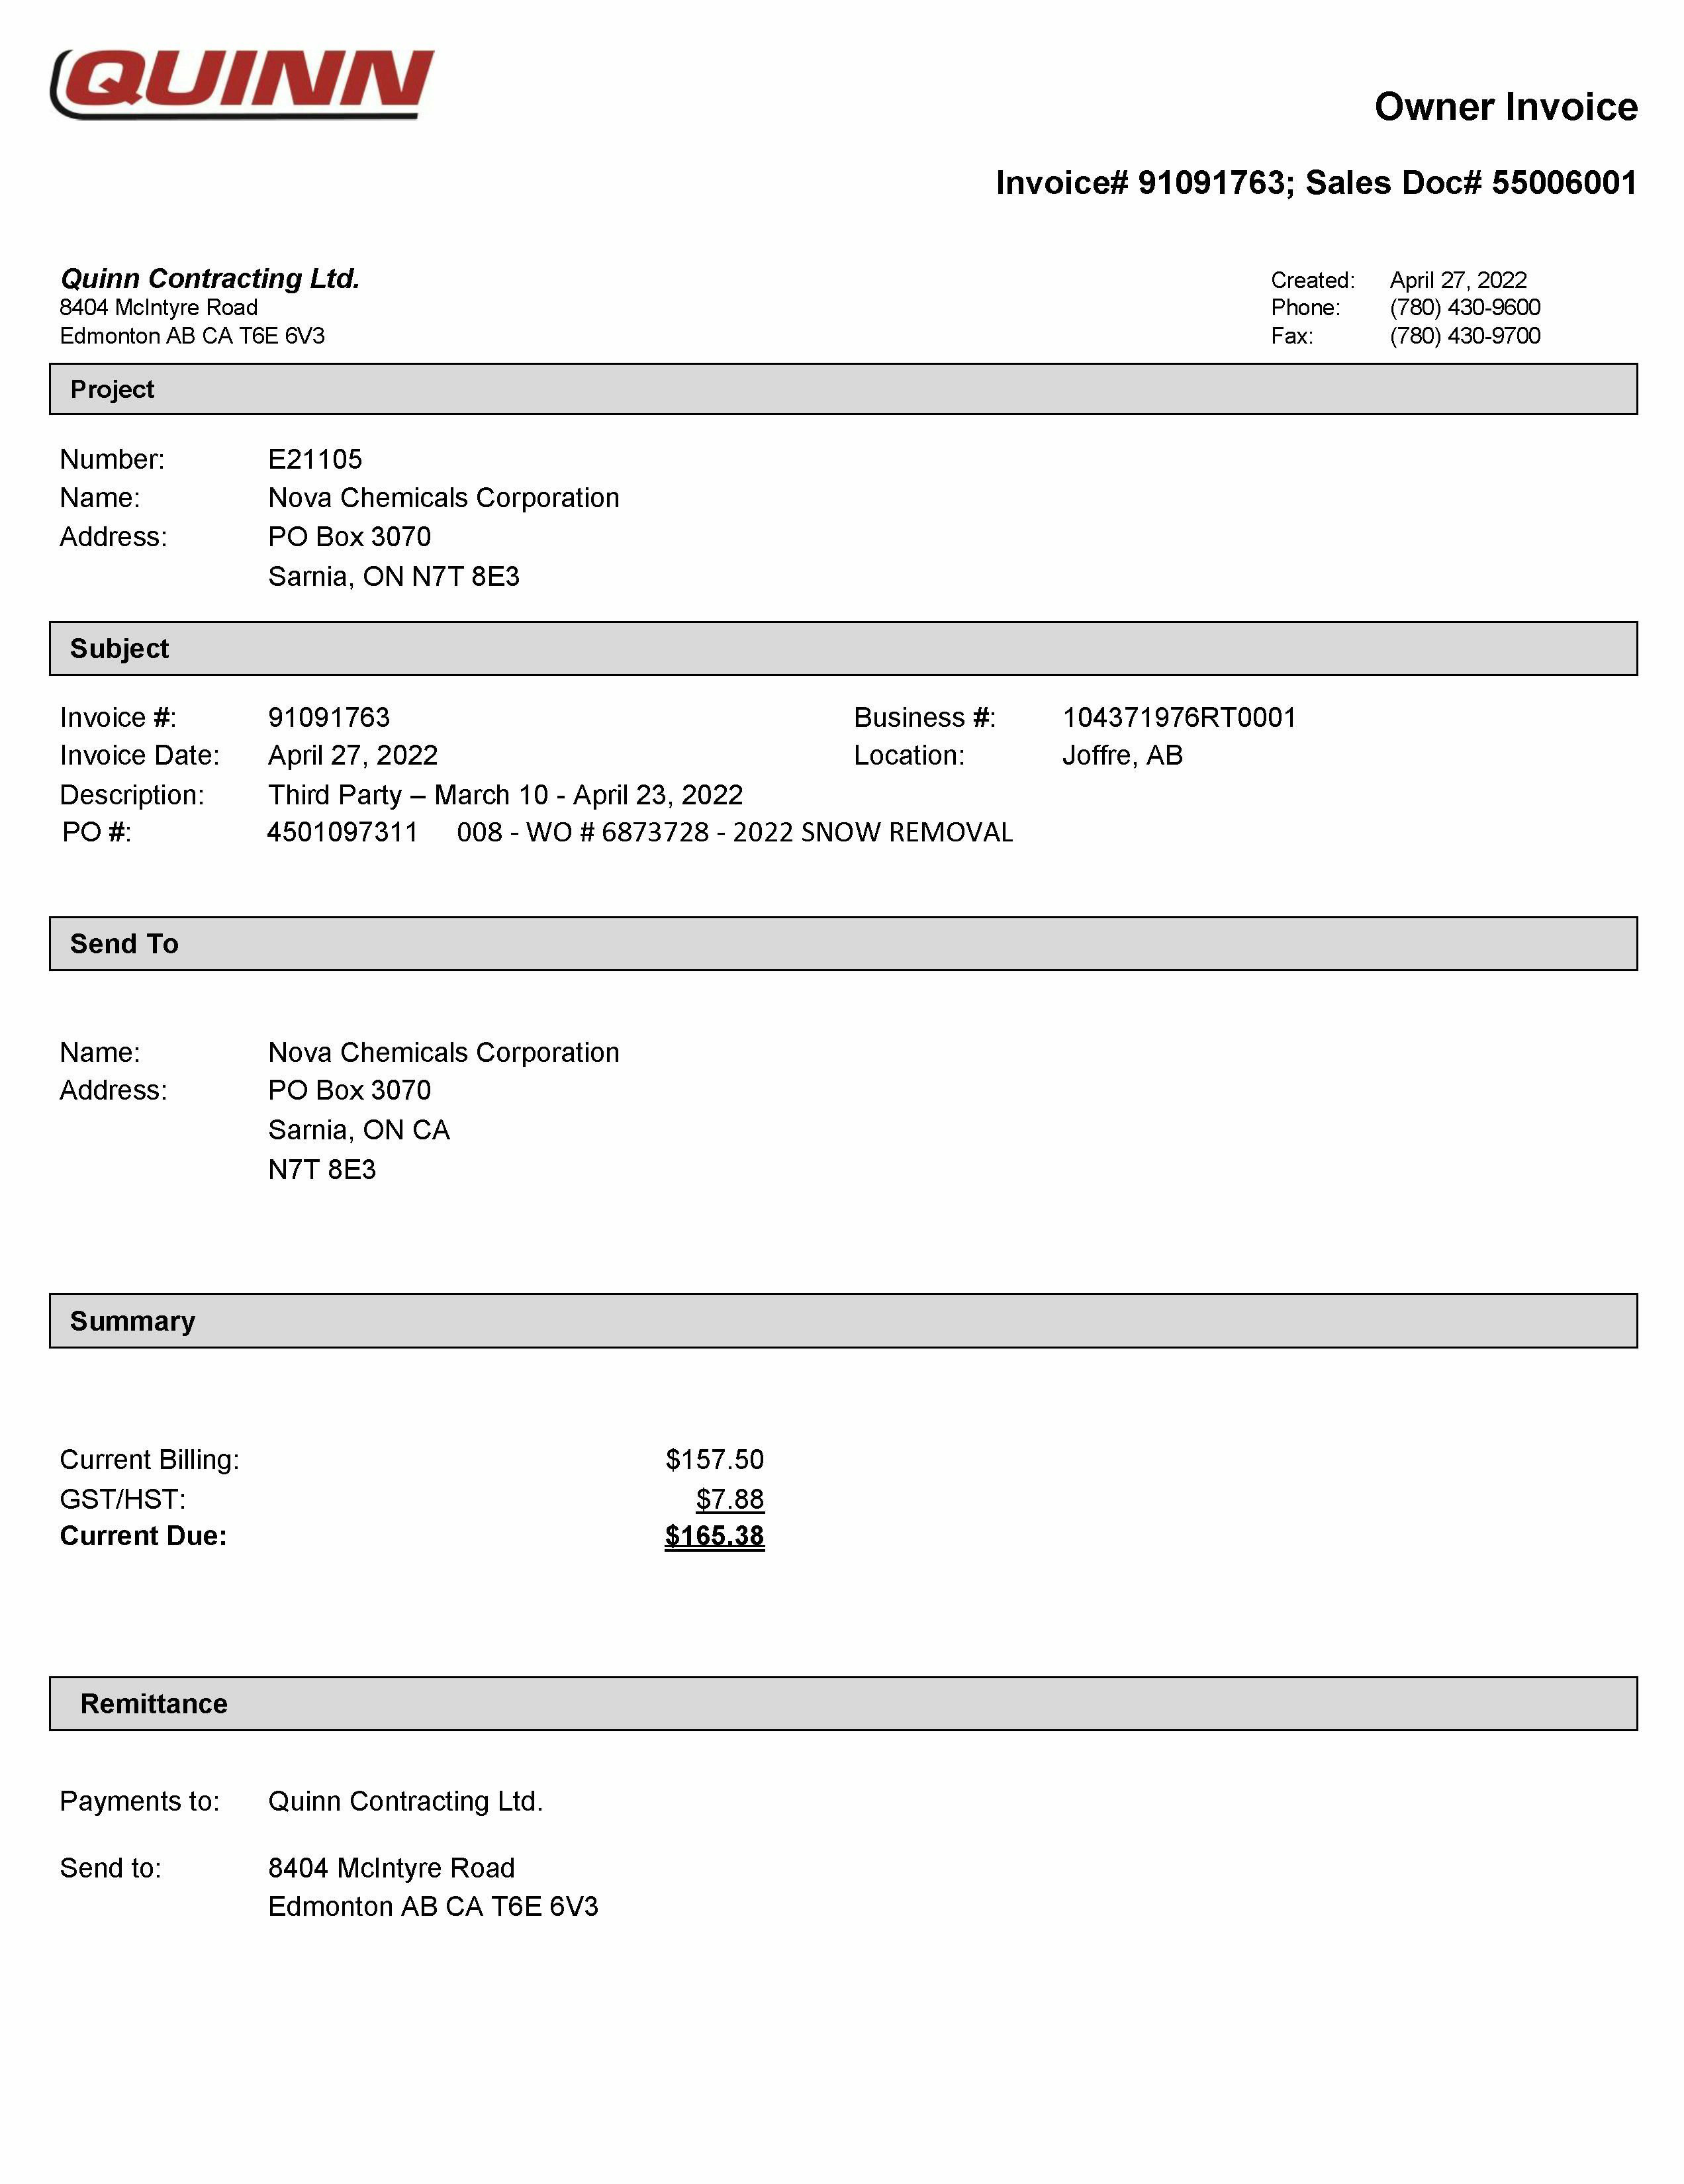 QUINN
Owner Invoice
Invoice# 91091763; Sales Doc# 55006001
Quinn Contracting Ltd.
8404 McIntyre Road
Edmonton AB CA T6E 6V3
Created: April 27, 2022
Phone: (780) 430-9600
Fax: (780) 430-9700
Project
Number: E21105
Name: Nova Chemicals Corporation
Address: PO Box 3070
Sarnia, ON N7T 8E3
Subject
Invoice #: 91091763 Business #: 104371976RT0001
Invoice Date: April 27, 2022 Location: Joffre, AB
Description: Third Party – March 10 - April 23, 2022
PO #: 4501097311 008 - WO # 6873728 - 2022 SNOW REMOVAL
Send To
Name: Nova Chemicals Corporation
Address: PO Box 3070
Sarnia, ON CA
N7T 8E3
Summary
Current Billing: $157.50
GST/HST: $7.88
Current Due: $165.38
Remittance
Payments to: Quinn Contracting Ltd.
Send to: 8404 McIntyre Road
Edmonton AB CA T6E 6V3